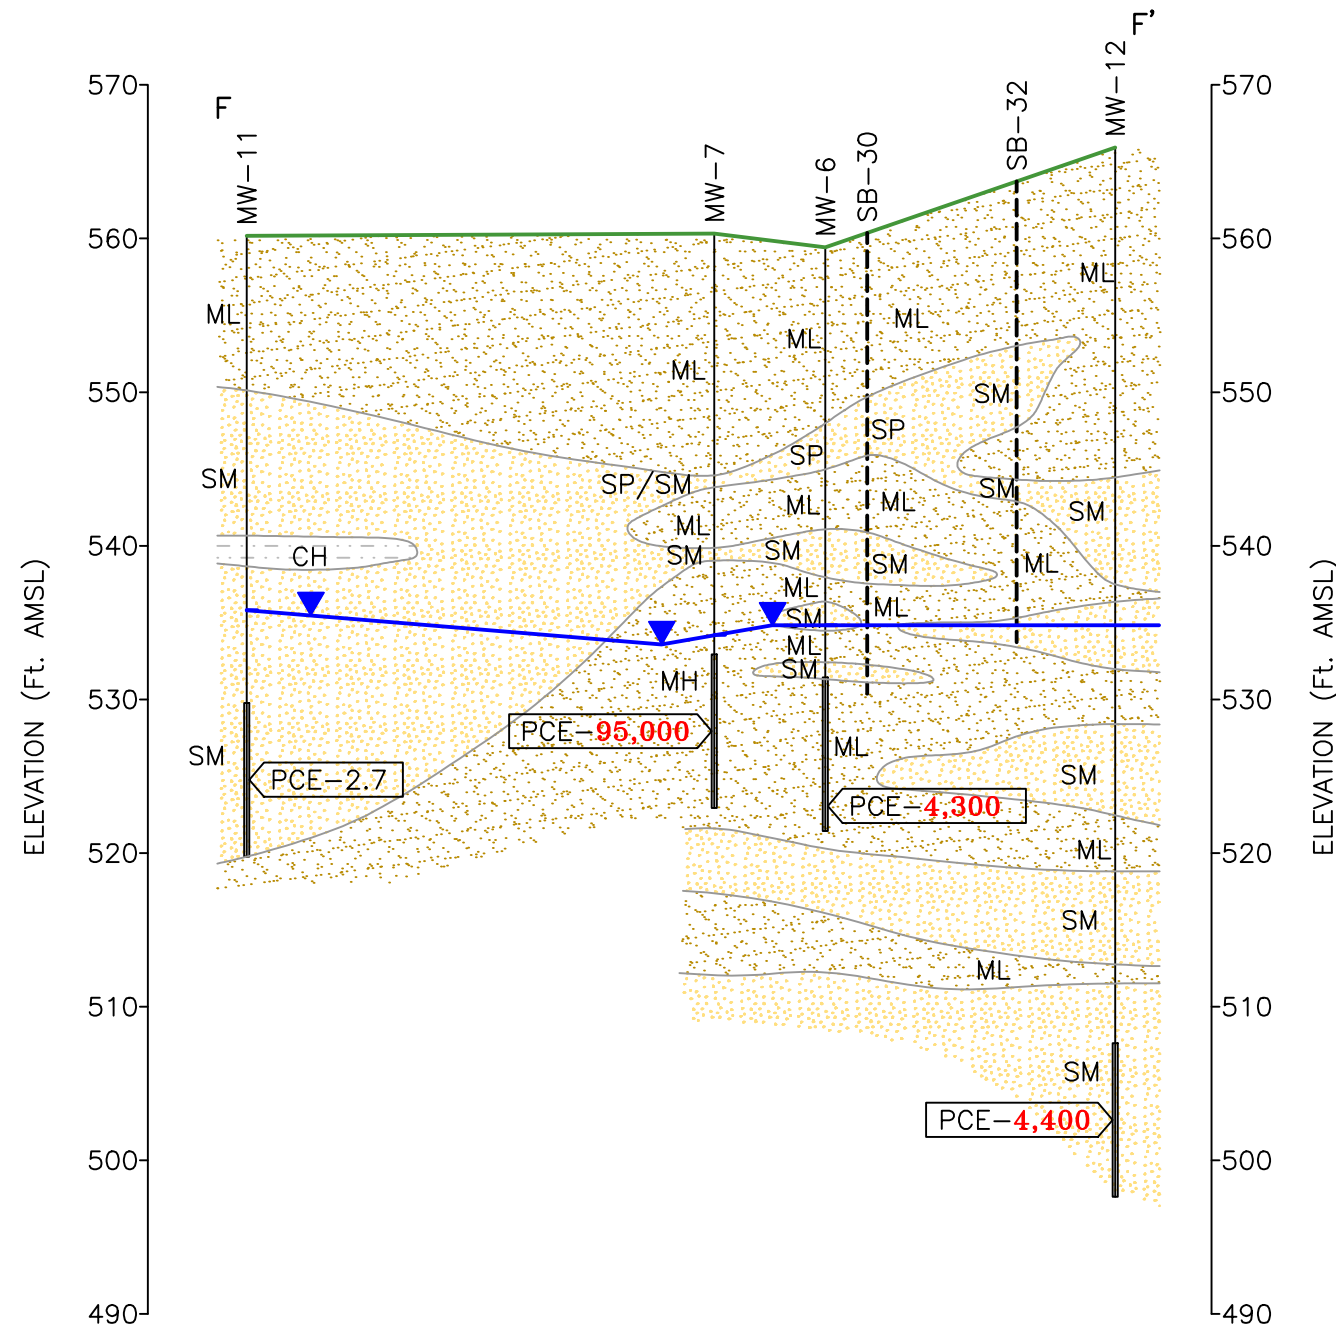 F'
F
MW-11
MW-7
MW-6
SB-30
SB-32
MW-12
570
570
560
560
550
550
540
540
530
530
520
520
510
510
500
500
490
490
ELEVATION (Ft. AMSL)
ELEVATION (Ft. AMSL)
ML
ML
ML
ML
ML
SM
SP
SP
SM
SP/SM
SM
ML
ML
SM
ML
ML
SM
SM
CH
SM
ML
ML
ML
SM
ML
MH
SM
SM
PCE-95,000
ML
PCE-2.7
SM
PCE-4,300
ML
SM
ML
SM
PCE-4,400